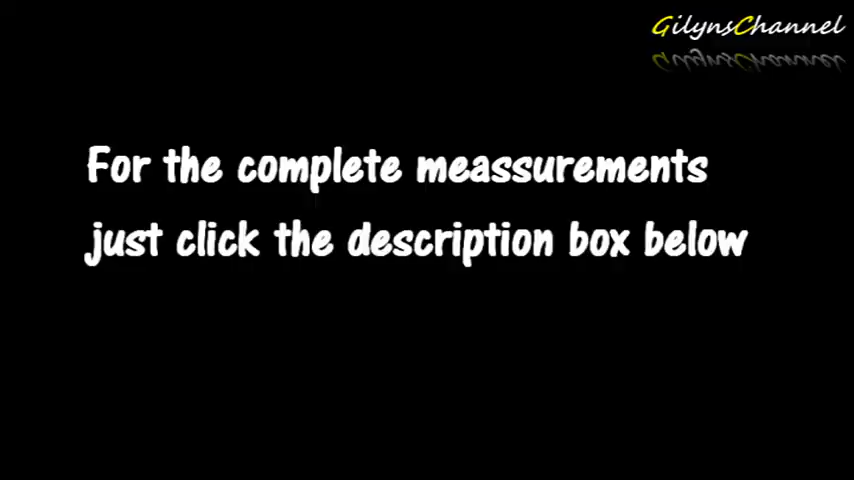 GilynsChannel
For the complete meassurements
just click the description box below